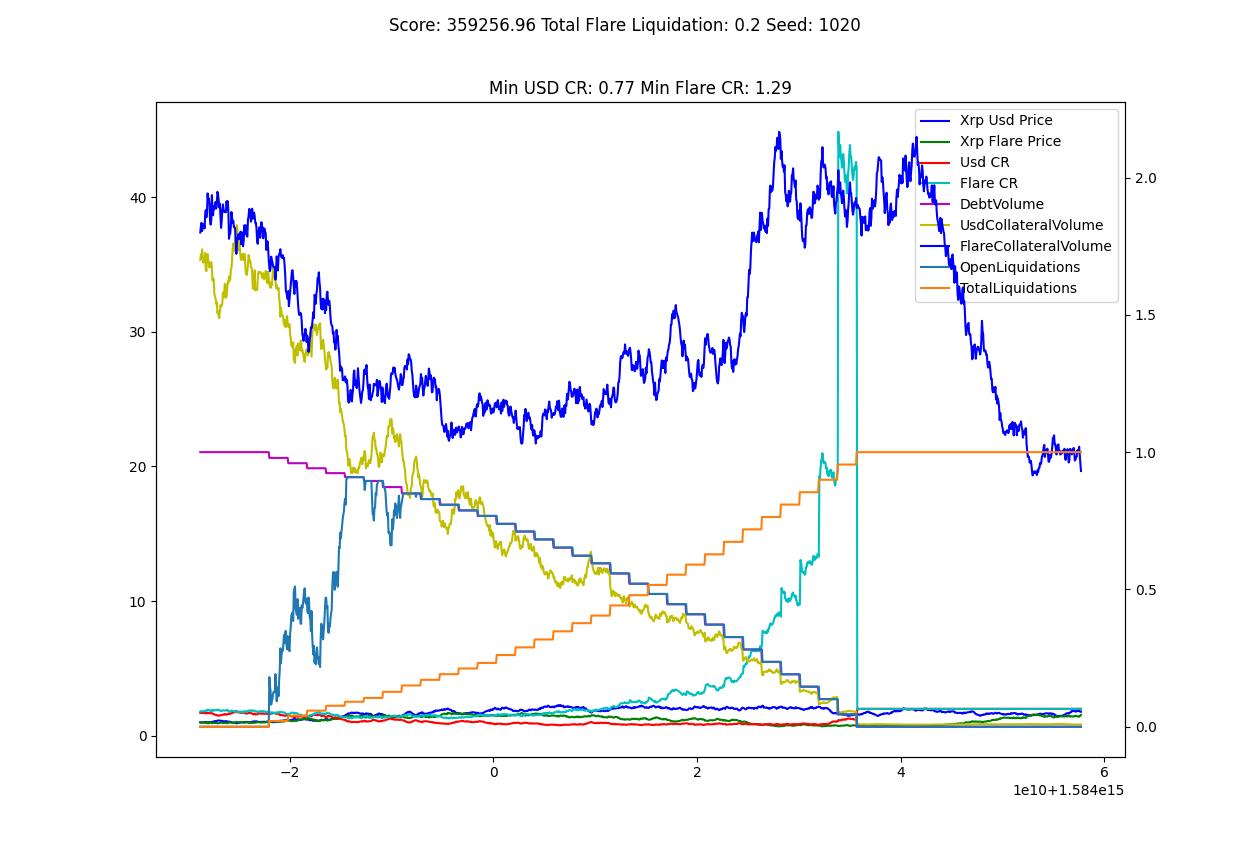 Score: 359256.96 Total Flare Liquidation: 0.2 Seed: 1020
Min USD CR: 0.77 Min Flare CR: 1.29
Xrp Usd Price
Xrp Flare Price
Usd CR
Flare CR
DebtVolume
UsdCollateralVolume
FlareCollateralVolume
OpenLiquidations
TotalLiquidations
40
30
20
10
0
2.0
1.5
1.0
0.5
0.0
−2
0
2
4
6
1e10+1.584e15